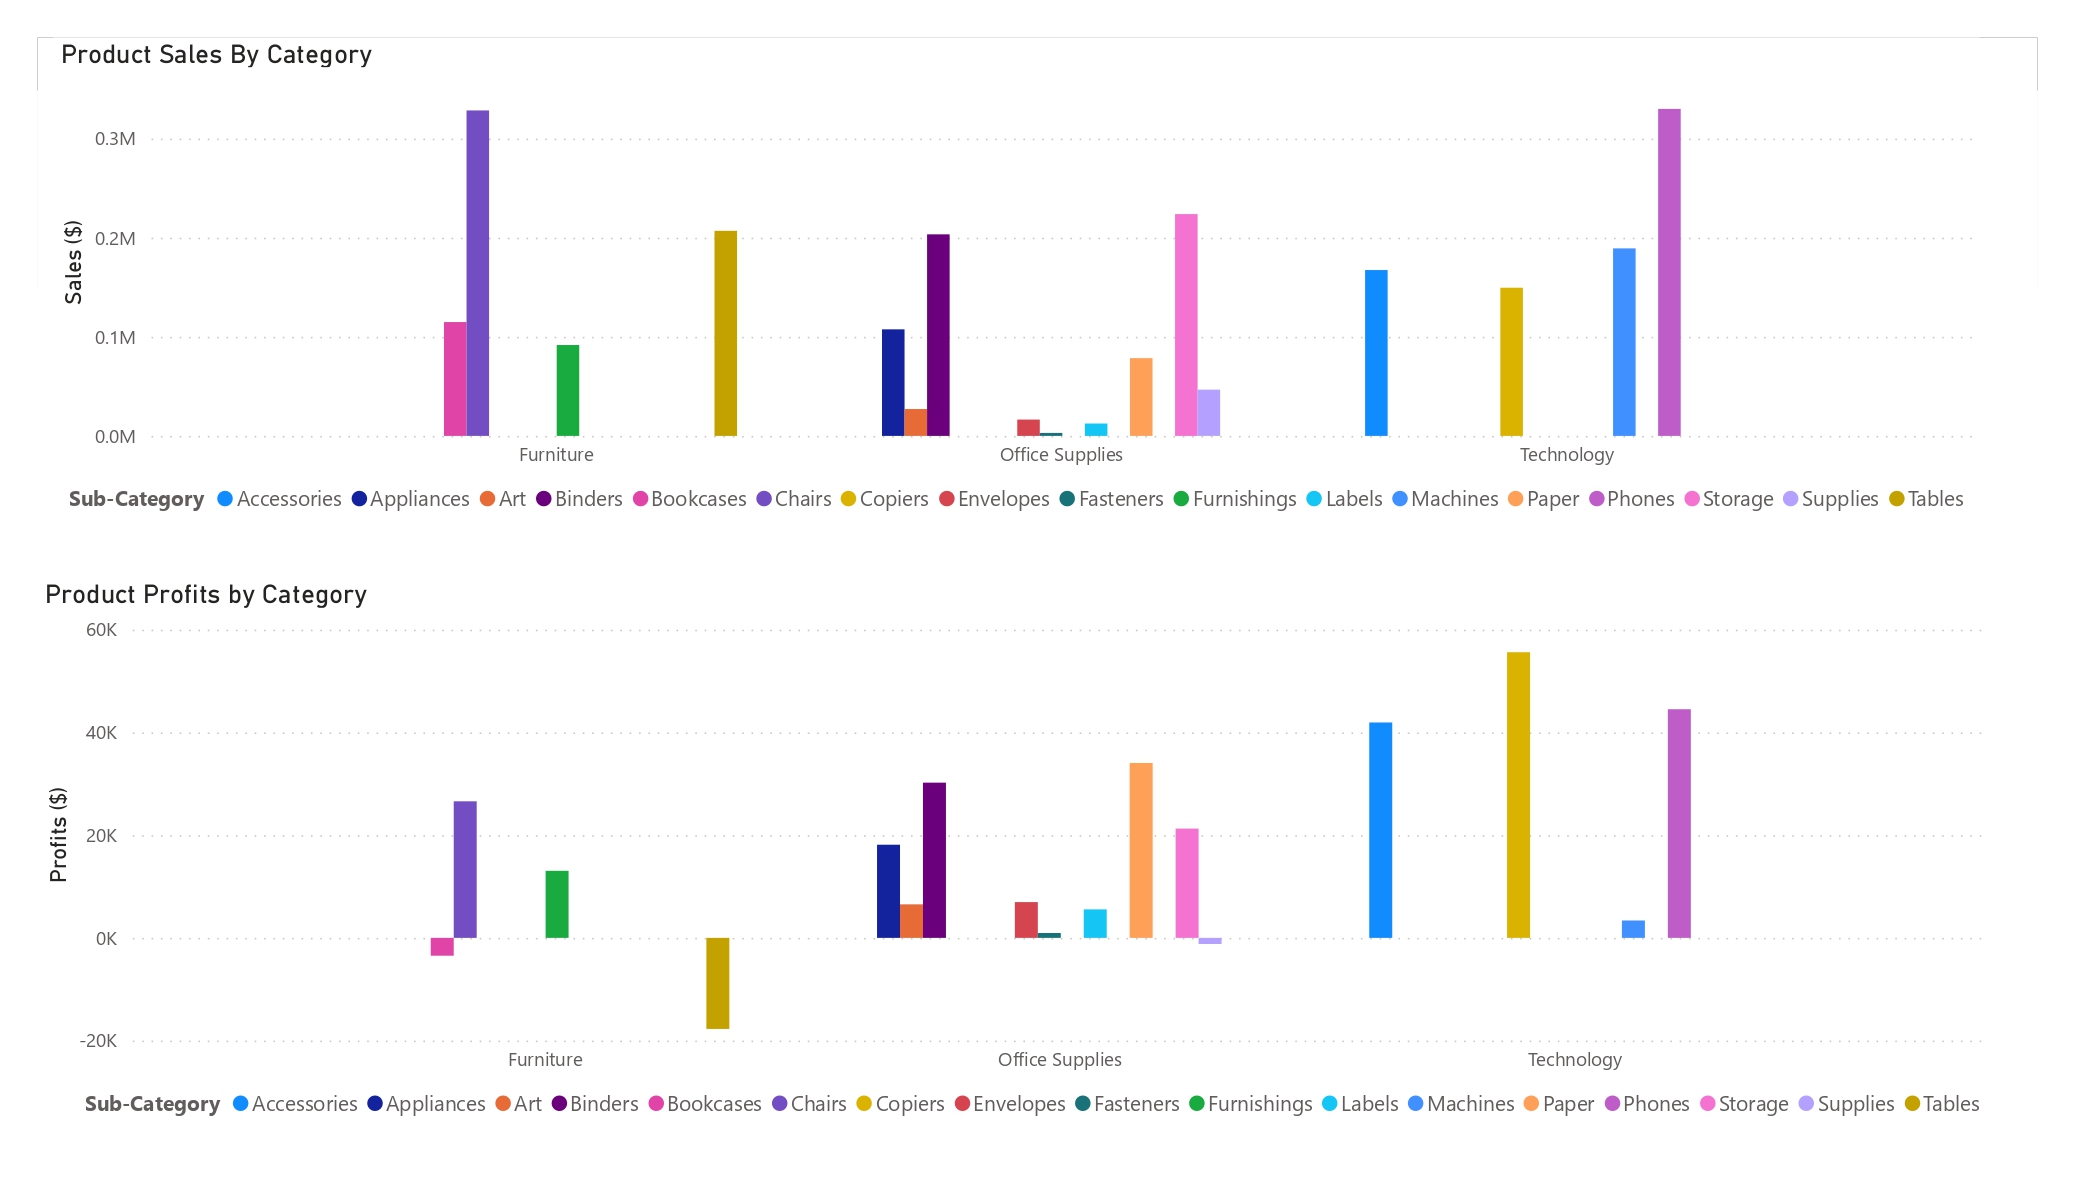 Product Sales By Category
Sales ($)
0.3M
0.2M
0.1M
0.0M
Furniture Office Supplies Technology
Sub-Category Accessories Appliances Art Binders Bookcases Chairs Copiers Envelopes Fasteners Furnishings Labels Machines Paper Phones Storage Supplies Tables
Product Profits by Category
Profits ($)
60K
40K
20K
0K
-20K
Furniture Office Supplies Technology
Sub-Category Accessories Appliances Art Binders Bookcases Chairs Copiers Envelopes Fasteners Furnishings Labels Machines Paper Phones Storage Supplies Tables